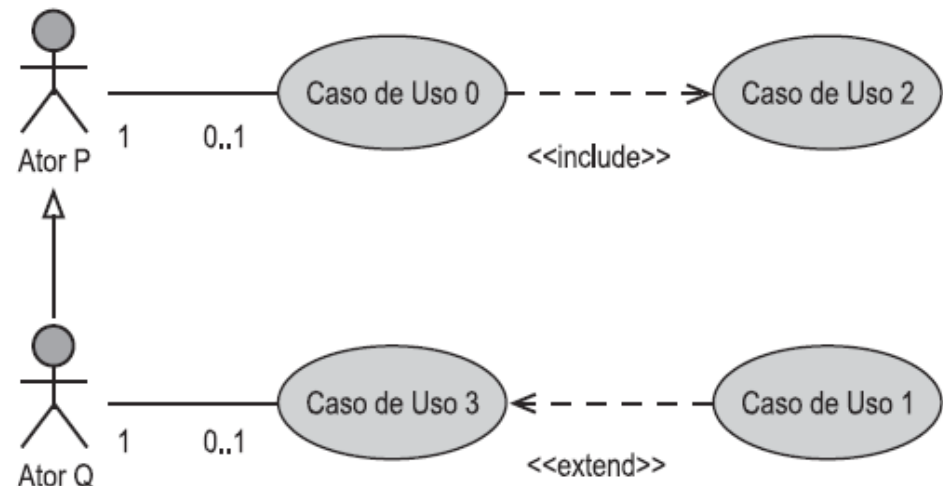 Caso de Uso 0
Caso de Uso 2
1
0..1
<<include>>
Ator P
Caso de Uso 3
Caso de Uso 1
1
0..1
<<extend>>
Ator Q